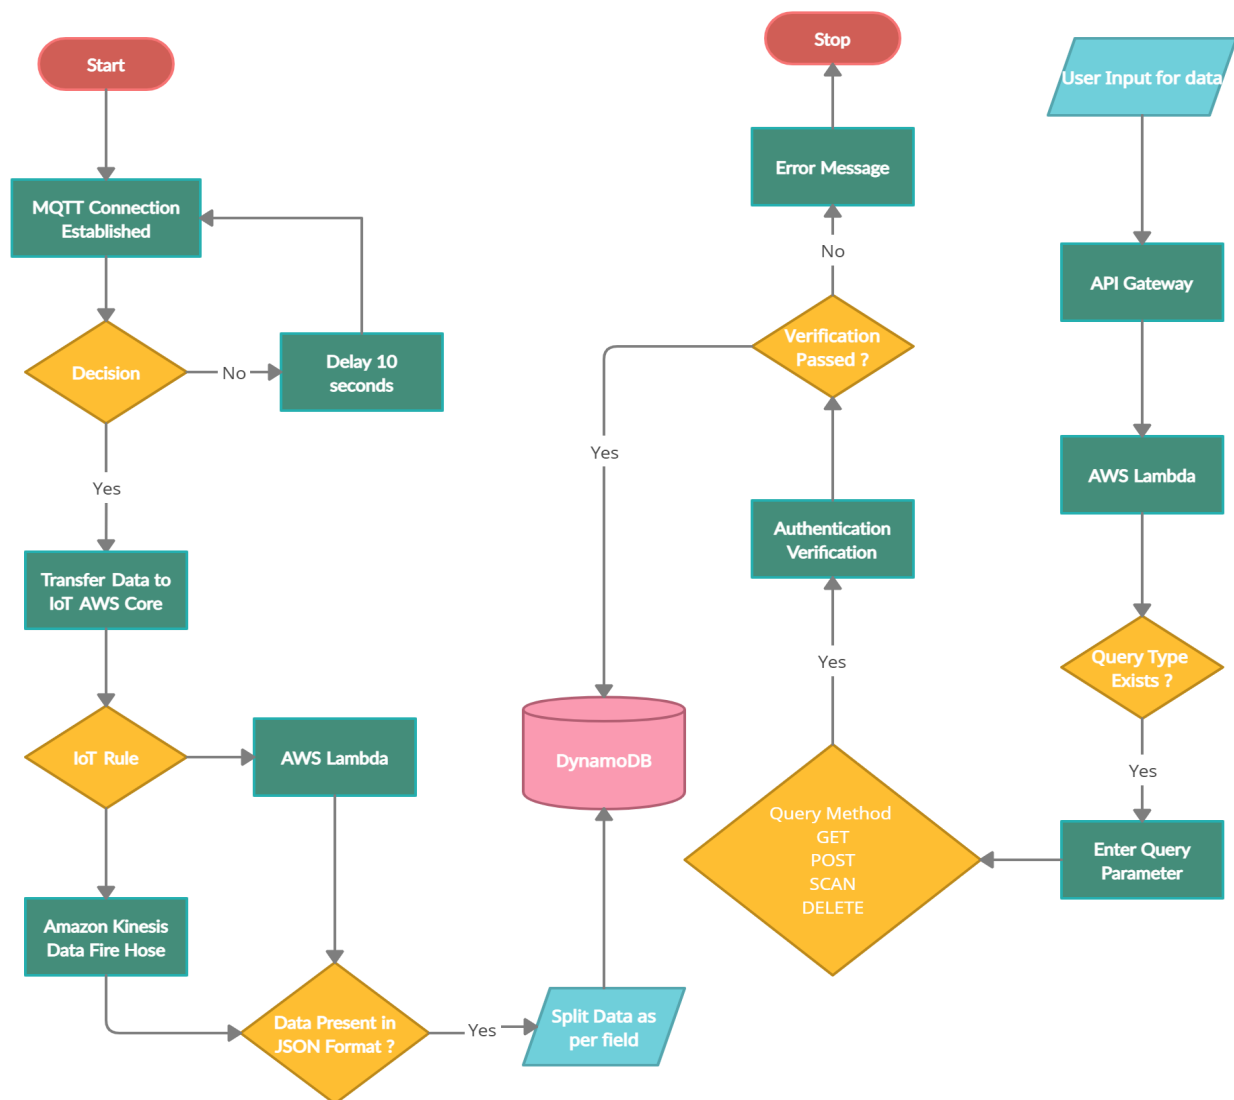 Start
MQTT Connection
Established
Decision
No
Delay 10
seconds
Yes
Transfer Data to
IoT AWS Core
IoT Rule
AWS Lambda
Amazon Kinesis
Data Fire Hose
Data Present in
JSON Format ?
Yes
Split Data as
per field
DynamoDB
Yes
Stop
Error Message
No
Verification
Passed ?
Authentication
Verification
Yes
Query Method
GET
POST
SCAN
DELETE
User Input for data
API Gateway
AWS Lambda
Query Type
Exists ?
Yes
Enter Query
Parameter